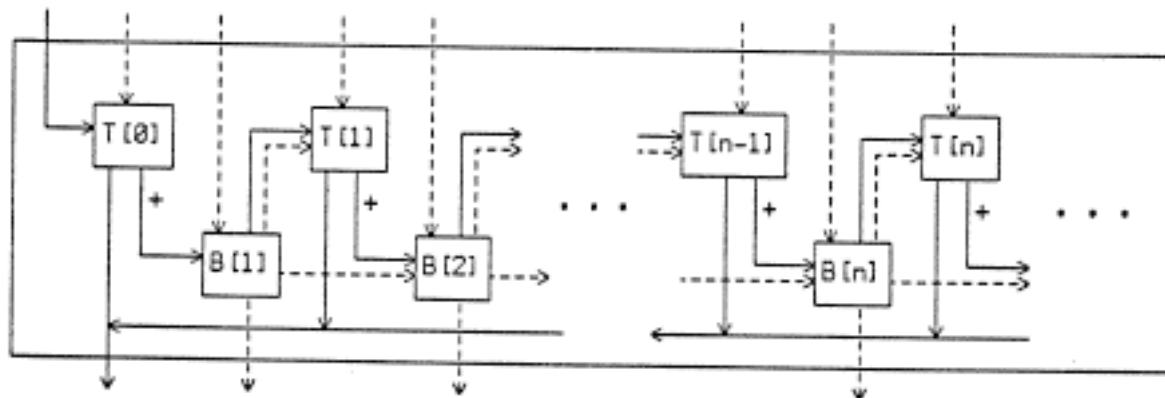 T[0] T[1] T[n-1] T[n]
+ + + +
. . . . . .
B[1] B[2] B[n]